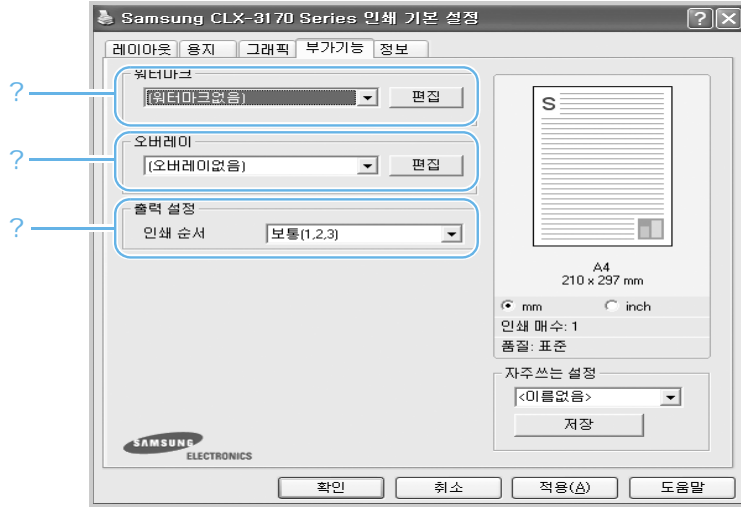 Samsung CLX-3170 Series 인쇄 기본 설정
레이아웃 용지 그래픽 부가기능 정보
워터마크
?
(워터마크없음) 편집
오버레이
?
(오버레이없음) 편집
출력 설정
?
인쇄 순서 보통(1,2,3)
S
A4
210 x 297 mm
mm inch
인쇄 매수: 1
품질: 표준
자주쓰는 설정
<이름없음>
저장
SAMSUNG
ELECTRONICS
확인 취소 적용(A) 도움말